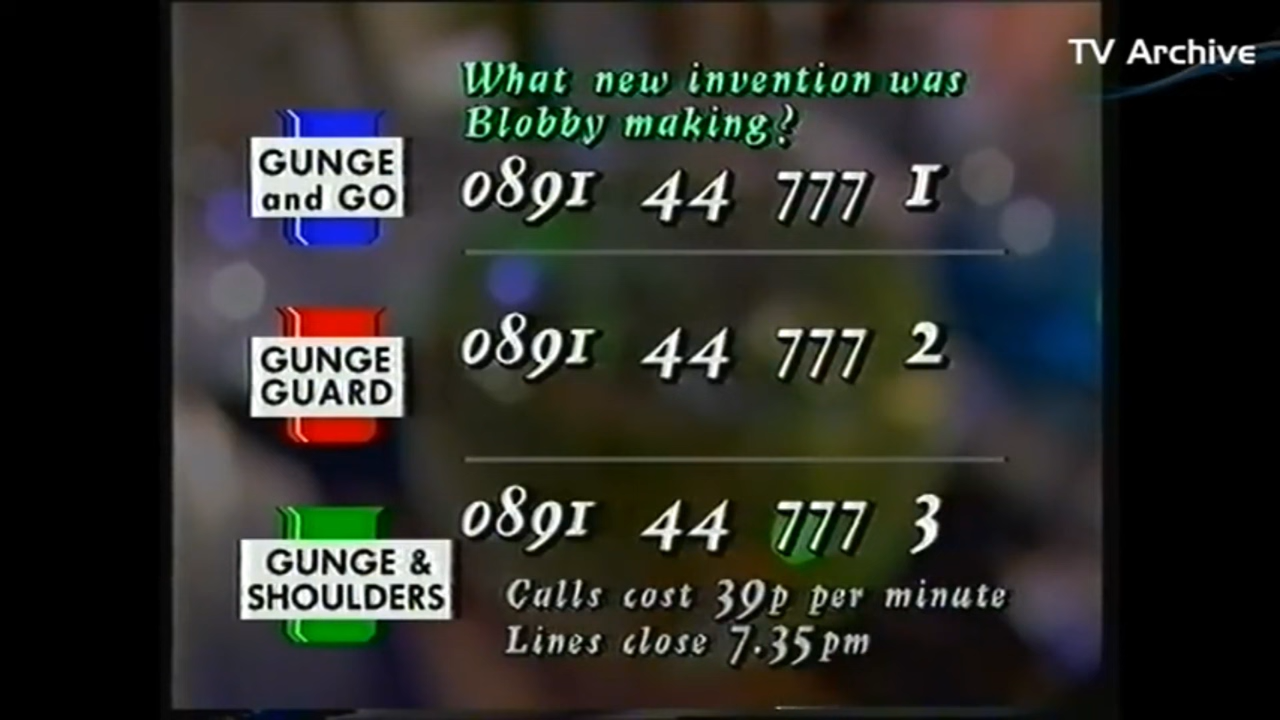 TV Archive
What new invention was
Blobby making?
GUNGE
and GO
0891 44 777 1
GUNGE
GUARD
0891 44 777 2
GUNGE &
SHOULDERS
0891 44 777 3
Calls cost 39p per minute
Lines close 7.35pm